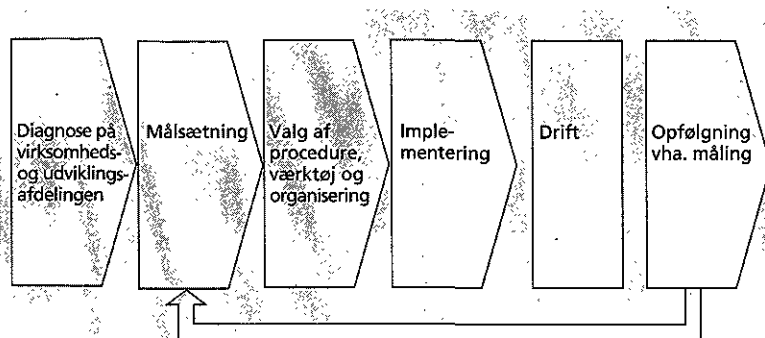 Diagnose på
virksomheds-
og udviklings-
afdelingen
Målsætning
Valg af
procedure,
værktøj og
organisering
Imple-
mentering
Drift
Opfølgning
vha. måling